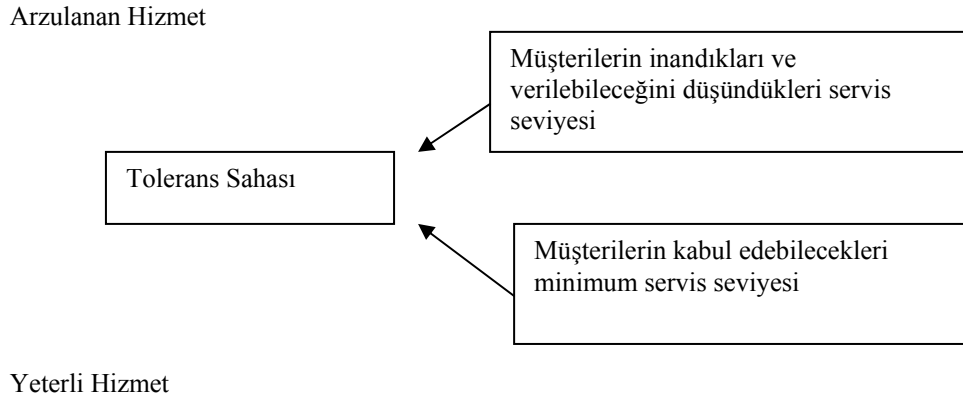 Arzulanan Hizmet
Müşterilerin inandıkları ve
verilebileceğini düşündükleri servis
seviyesi
Tolerans Sahası
Müşterilerin kabul edebilecekleri
minimum servis seviyesi
Yeterli Hizmet